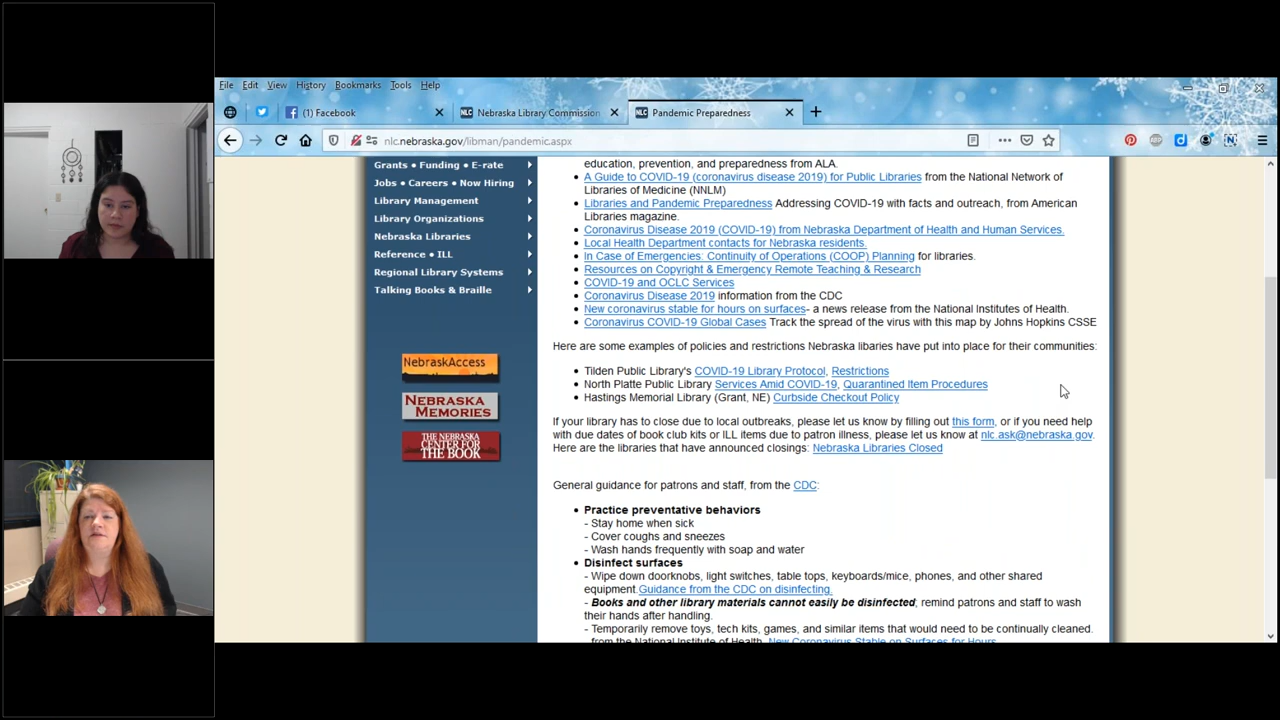 File Edit View History Bookmarks Tools Help
(1) Facebook
Nebraska Library Commission
Pandemic Preparedness
nlc.nebraska.gov/libman/pandemic.aspx
Grants • Funding • E-rate
Jobs • Careers • Now Hiring
Library Management
Library Organizations
Nebraska Libraries
Reference • ILL
Regional Library Systems
Talking Books & Braille
NebraskAccess
NEBRASKA
MEMORIES
THE NEBRASKA
CENTER FOR
THE BOOK
education, prevention, and preparedness from ALA.
A Guide to COVID-19 (coronavirus disease 2019) for Public Libraries from the National Network of
Libraries of Medicine (NNLM)
Libraries and Pandemic Preparedness Addressing COVID-19 with facts and outreach, from American
Libraries magazine.
Coronavirus Disease 2019 (COVID-19) from Nebraska Department of Health and Human Services.
Local Health Department contacts for Nebraska residents.
In Case of Emergencies: Continuity of Operations (COOP) Planning for libraries.
Resources on Copyright & Emergency Remote Teaching & Research
COVID-19 and OCLC Services
Coronavirus Disease 2019 information from the CDC
New coronavirus stable for hours on surfaces- a news release from the National Institutes of Health.
Coronavirus COVID-19 Global Cases Track the spread of the virus with this map by Johns Hopkins CSSE
Here are some examples of policies and restrictions Nebraska libaries have put into place for their communities:
Tilden Public Library's COVID-19 Library Protocol, Restrictions
North Platte Public Library Services Amid COVID-19, Quarantined Item Procedures
Hastings Memorial Library (Grant, NE) Curbside Checkout Policy
If your library has to close due to local outbreaks, please let us know by filling out this form, or if you need help
with due dates of book club kits or ILL items due to patron illness, please let us know at nlc.ask@nebraska.gov.
Here are the libraries that have announced closings: Nebraska Libraries Closed
General guidance for patrons and staff, from the CDC:
Practice preventative behaviors
- Stay home when sick
- Cover coughs and sneezes
- Wash hands frequently with soap and water
Disinfect surfaces
- Wipe down doorknobs, light switches, table tops, keyboards/mice, phones, and other shared
equipment.Guidance from the CDC on disinfecting.
- Books and other library materials cannot easily be disinfected; remind patrons and staff to wash
their hands after handling.
- Temporarily remove toys, tech kits, games, and similar items that would need to be continually cleaned.
from the National Institute of Health, New Coronavirus Stable on Surfaces for Hours